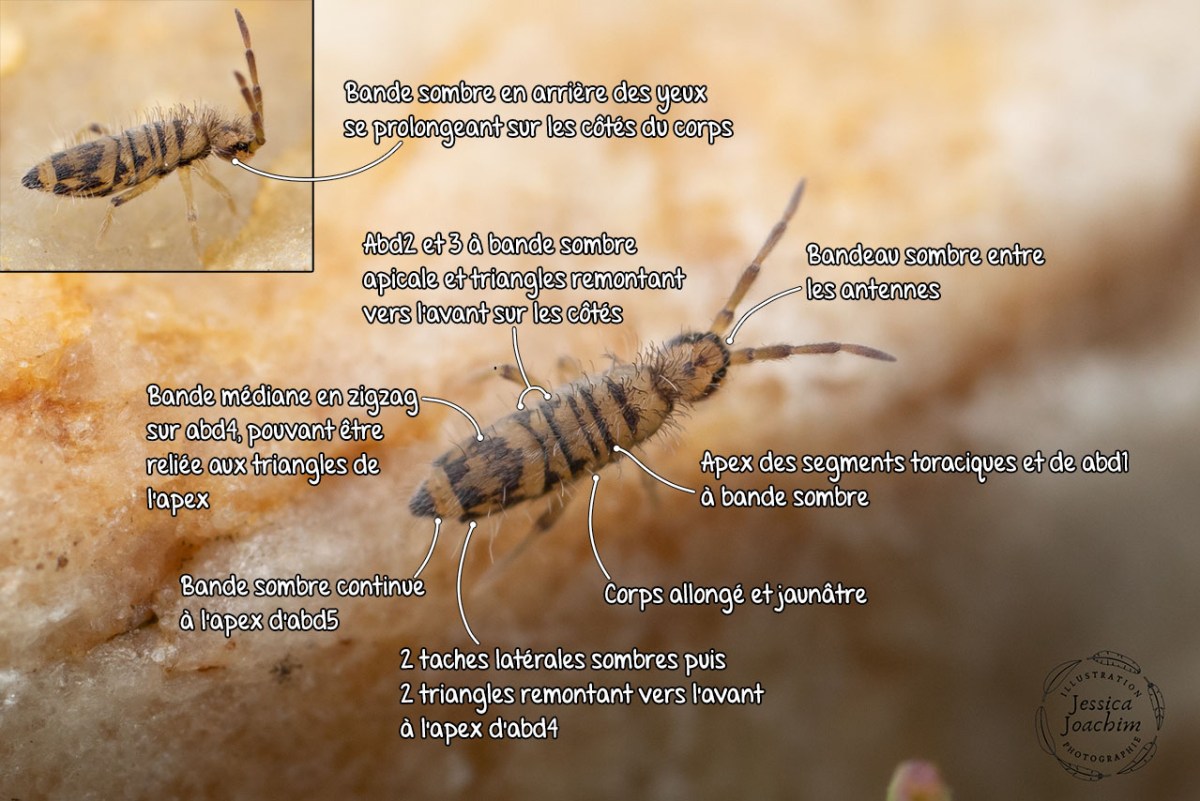 Bande sombre en arrière des yeux
se prolongeant sur les côtés du corps
Abd2 et 3 à bande sombre
apicale et triangles remontant
vers l'avant sur les côtés
Bandeau sombre entre
les antennes
Bande médiane en zigzag
sur abd4, pouvant être
reliée aux triangles de
l'apex
Apex des segments toraciques et de abd1
à bande sombre
Bande sombre continue
à l'apex d'abd5
Corps allongé et jaunâtre
2 taches latérales sombres puis
2 triangles remontant vers l'avant
à l'apex d'abd4
ILLUSTRATION
Jessica
Joachim
PHOTOGRAPHIE